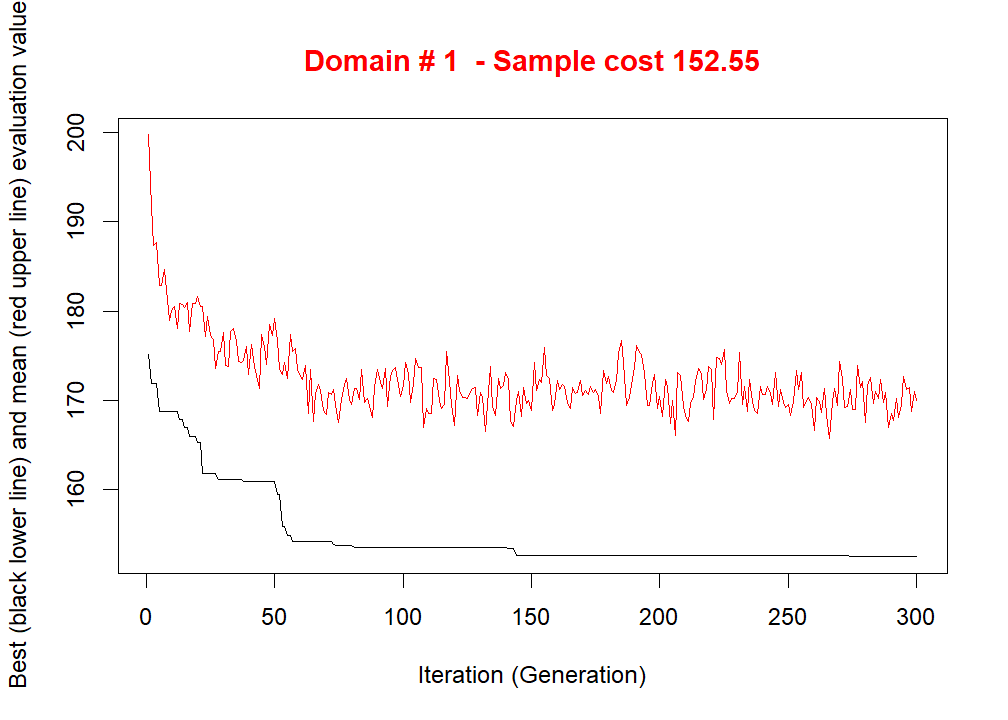 Domain # 1  - Sample cost 152.55
Best (black lower line) and mean (red upper line) evaluation value
200
190
180
170
160
0 50 100 150 200 250 300
Iteration (Generation)